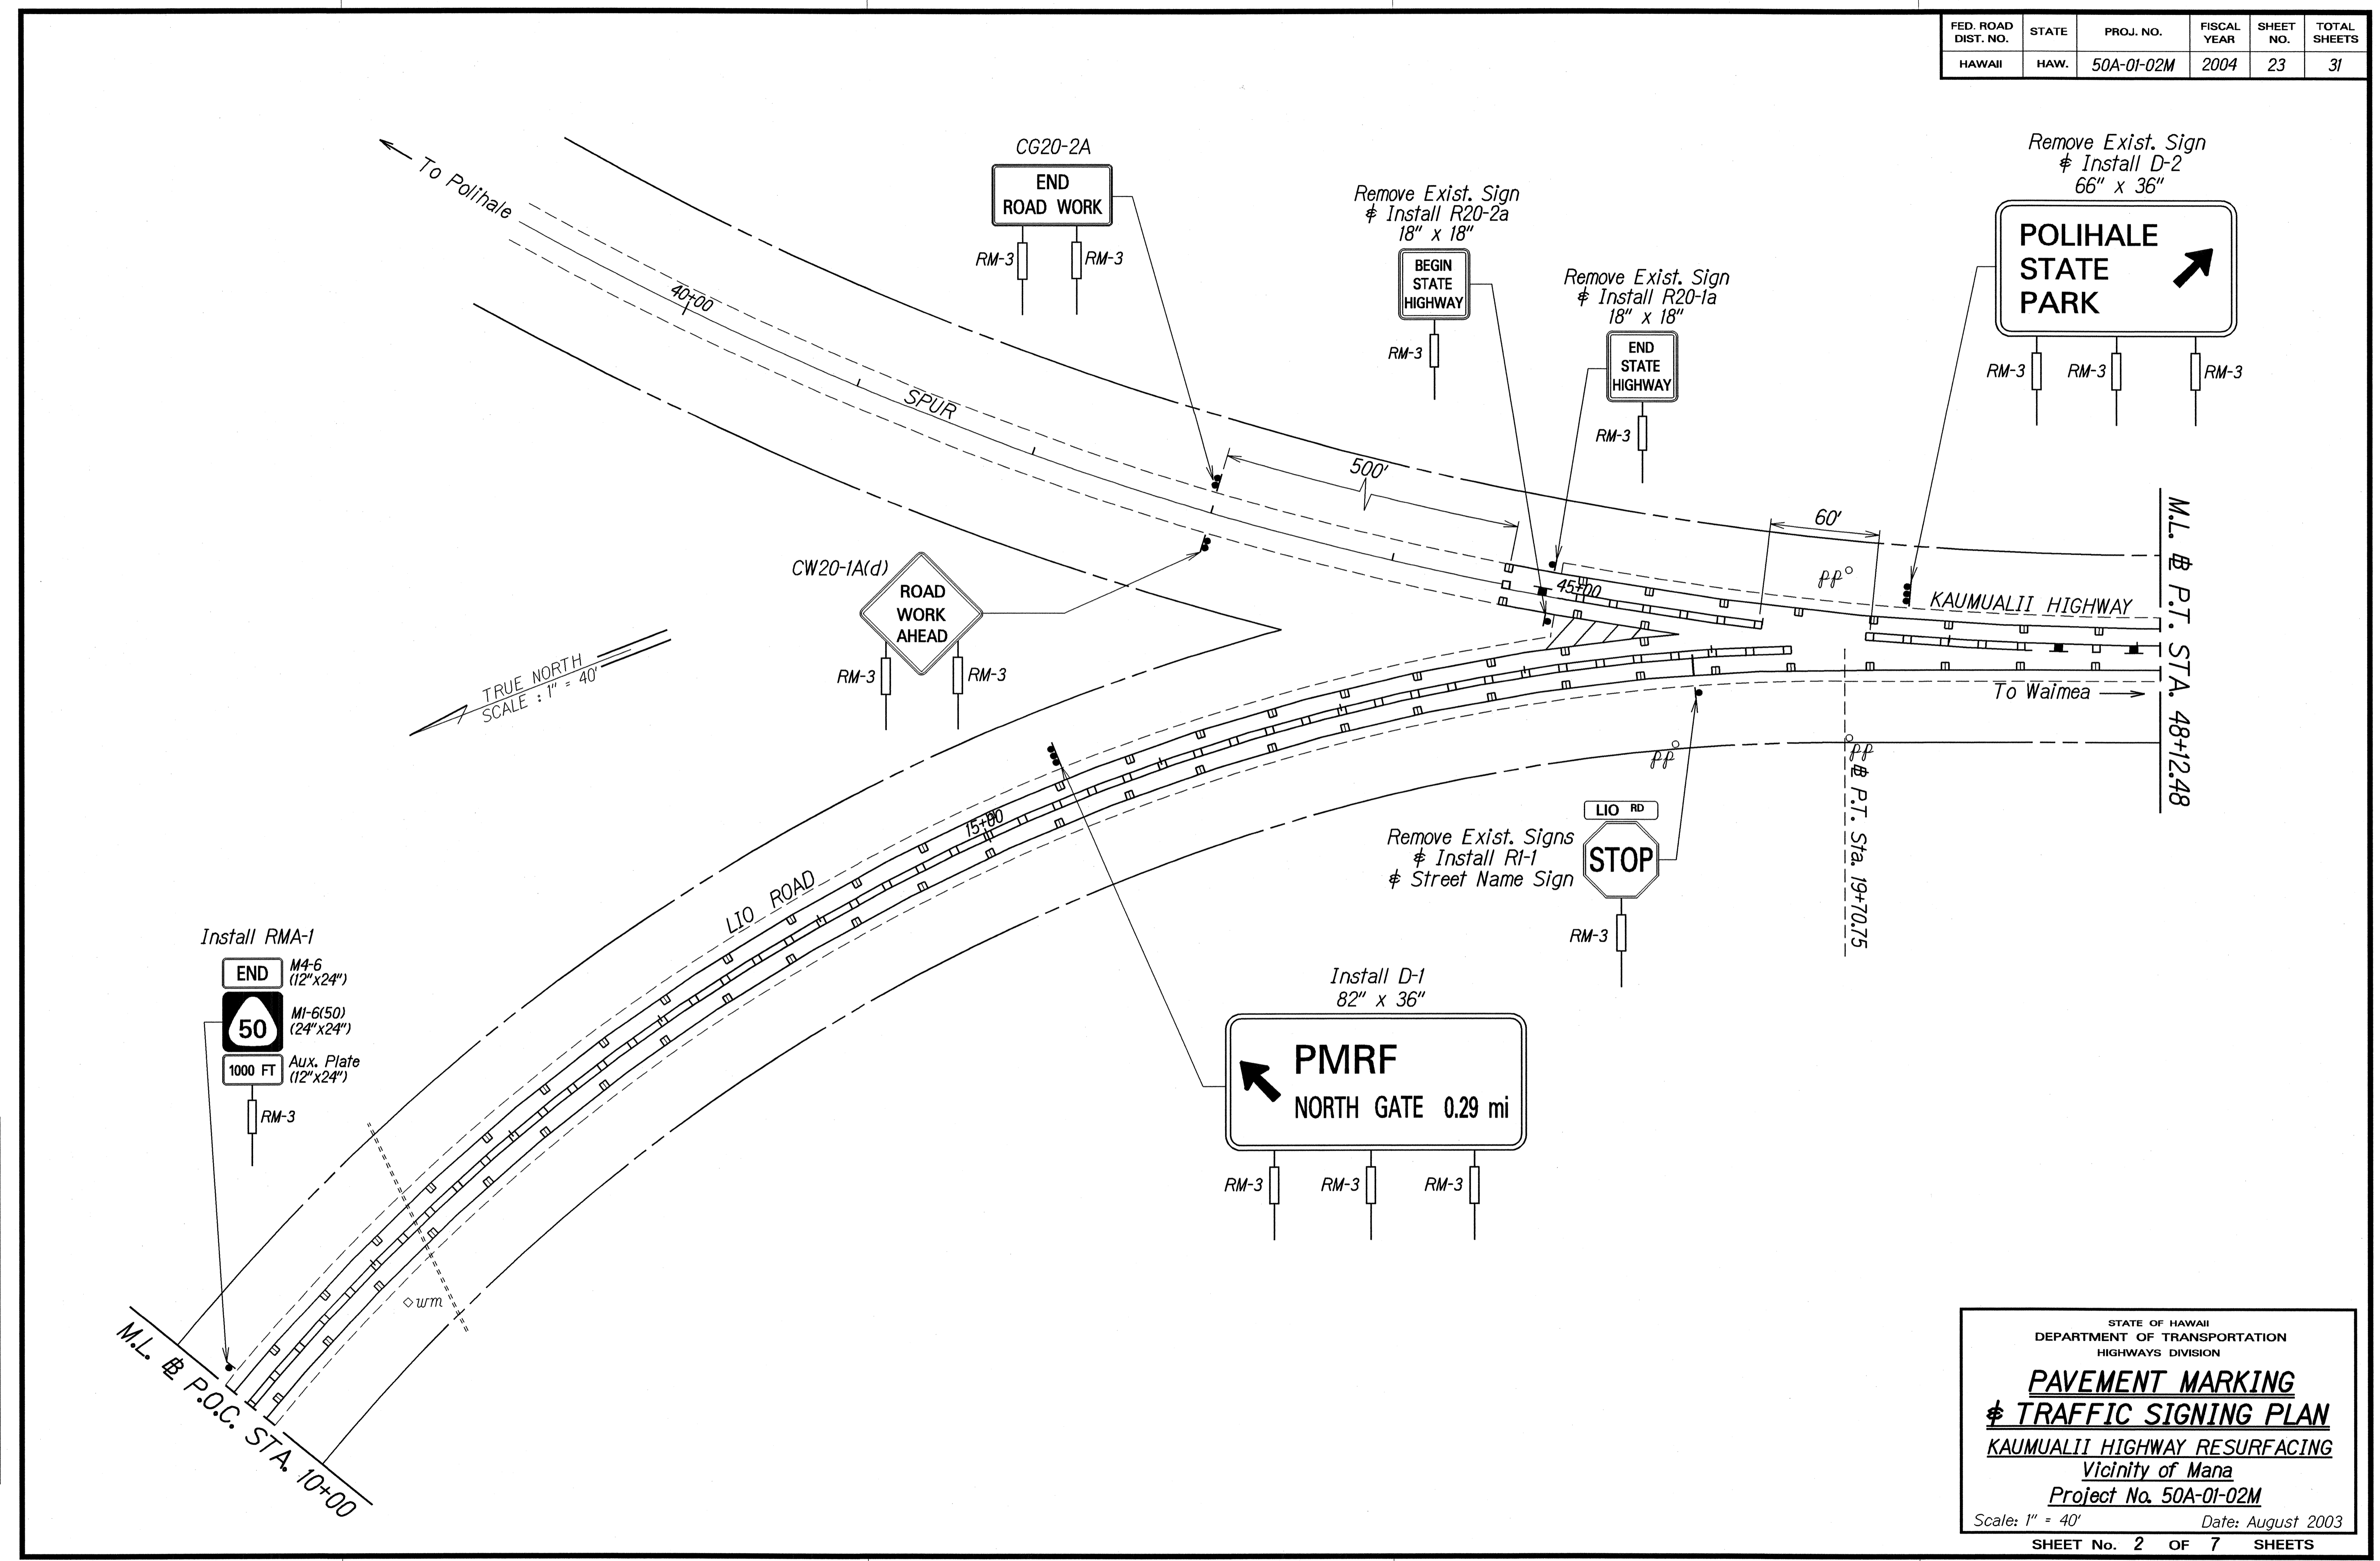 FED. ROAD DIST. NO. STATE PROJ. NO. FISCAL YEAR SHEET NO. TOTAL SHEETS
HAWAII HAW. 50A-01-02M 2004 23 31
To Polihale
CG20-2A
END
ROAD WORK
RM-3 RM-3
Remove Exist. Sign
& Install R20-2a
18" x 18"
BEGIN
STATE
HIGHWAY
RM-3
Remove Exist. Sign
& Install R20-1a
18" x 18"
END
STATE
HIGHWAY
RM-3
Remove Exist. Sign
& Install D-2
66" x 36"
POLIHALE
STATE
PARK
RM-3 RM-3 RM-3
40+00
SPUR
500'
60'
45+00
PP
KAUMUALII HIGHWAY
M.L. ℄ P.T. STA. 48+12.48
CW20-1A(d)
ROAD
WORK
AHEAD
RM-3 RM-3
TRUE NORTH
SCALE : 1" = 40'
To Waimea
PP
PP
℄ P.T. Sta. 19+70.75
15+00
LIO ROAD
LIO RD
Remove Exist. Signs
& Install R1-1
& Street Name Sign
STOP
RM-3
Install RMA-1
END
M4-6
(12"x24")
50
M1-6(50)
(24"x24")
1000 FT
Aux. Plate
(12"x24")
RM-3
Install D-1
82" x 36"
PMRF
NORTH GATE 0.29 mi
RM-3 RM-3 RM-3
wm
M.L. ℄ P.O.C. STA. 10+00
STATE OF HAWAII
DEPARTMENT OF TRANSPORTATION
HIGHWAYS DIVISION
PAVEMENT MARKING
& TRAFFIC SIGNING PLAN
KAUMUALII HIGHWAY RESURFACING
Vicinity of Mana
Project No. 50A-01-02M
Scale: 1" = 40' Date: August 2003
SHEET No. 2 OF 7 SHEETS